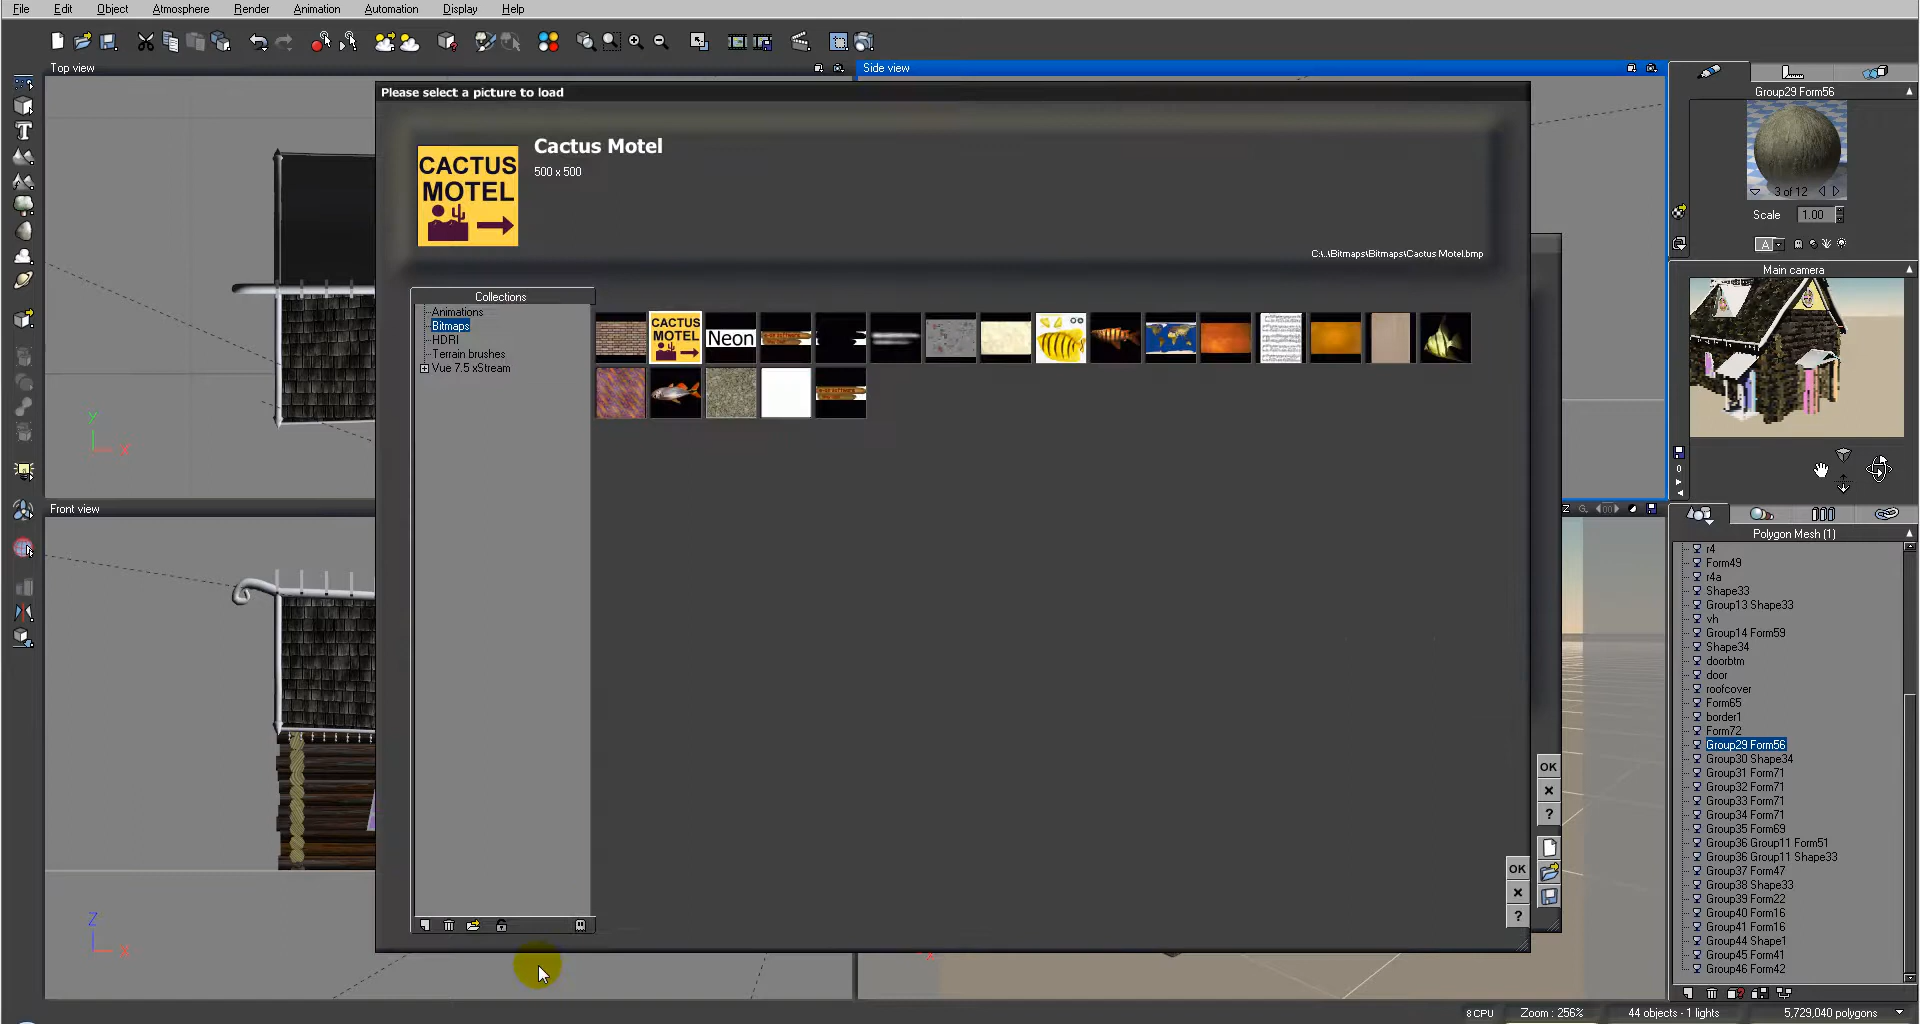 File Edit Object Atmosphere Render Animation Automation Display Help
Top view
Side view
Please select a picture to load
Cactus Motel
500 x 500
CACTUS
MOTEL
C:\..\Bitmaps\Bitmaps\Cactus Motel.bmp
Collections
Animations
Bitmaps
HDRI
Terrain brushes
Vue 7.5 xStream
CACTUS
MOTEL
Neon
OK
?
OK
?
Front view
Y
X
Z
X
Group29 Form56
3 of 12
Scale 1.00
A
Main camera
0
Polygon Mesh (1)
r4
Form49
r4a
Shape33
Group13 Shape33
vh
Group14 Form59
Shape34
doorbtm
door
roofcover
Form65
border1
Form72
Group29 Form56
Group30 Shape34
Group31 Form71
Group32 Form71
Group33 Form71
Group34 Form71
Group35 Form69
Group36 Group11 Form51
Group36 Group11 Shape33
Group37 Form47
Group38 Shape33
Group39 Form22
Group40 Form16
Group41 Form16
Group44 Shape1
Group45 Form41
Group46 Form42
8 CPU Zoom : 256% 44 objects - 1 lights 5,729,040 polygons